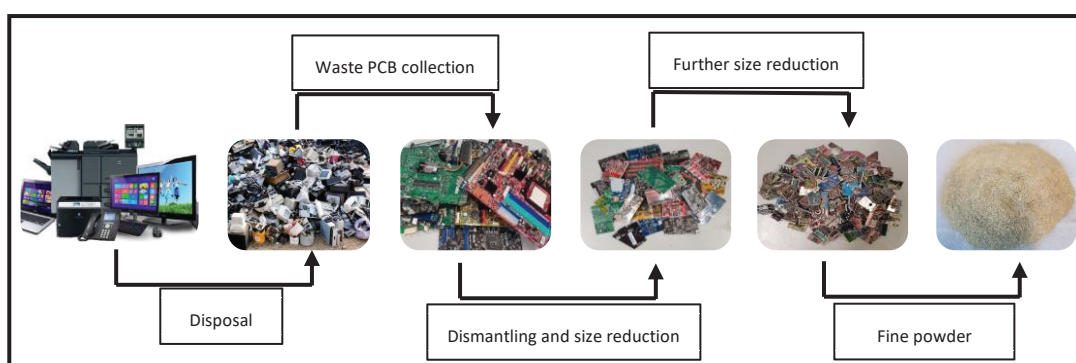 Waste PCB collection
Further size reduction
Disposal
Dismantling and size reduction
Fine powder